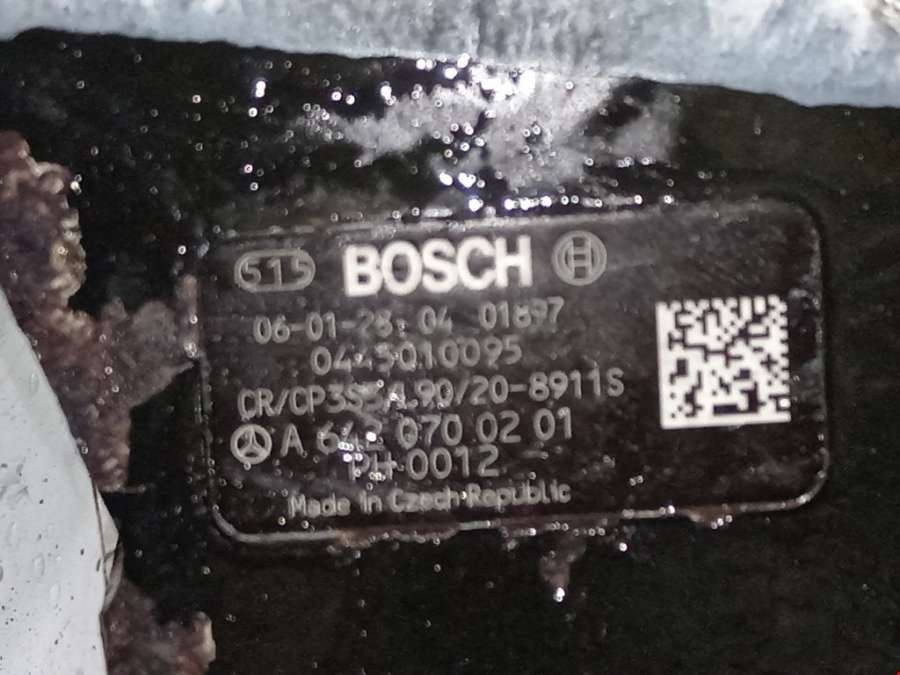 515 BOSCH
06-01-28 04 01897
0445010095
CR/CP3S3/L90/20-8911S
A 642 070 02 01
PH-0012
Made in Czech Republic